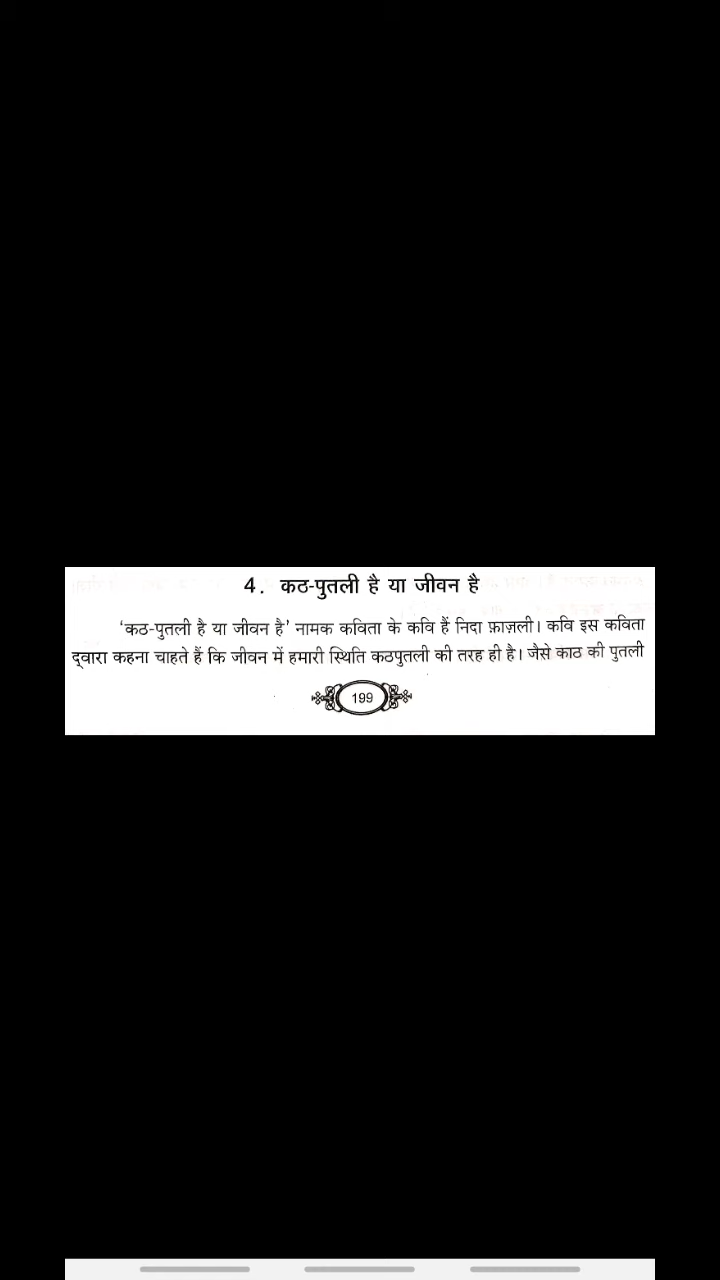 4. कठ-पुतली है या जीवन है
'कठ-पुतली है या जीवन है' नामक कविता के कवि हैं निदा फ़ाज़ली। कवि इस कविता
द्‌वारा कहना चाहते हैं कि जीवन में हमारी स्थिति कठपुतली की तरह ही है। जैसे काठ की पुतली
199